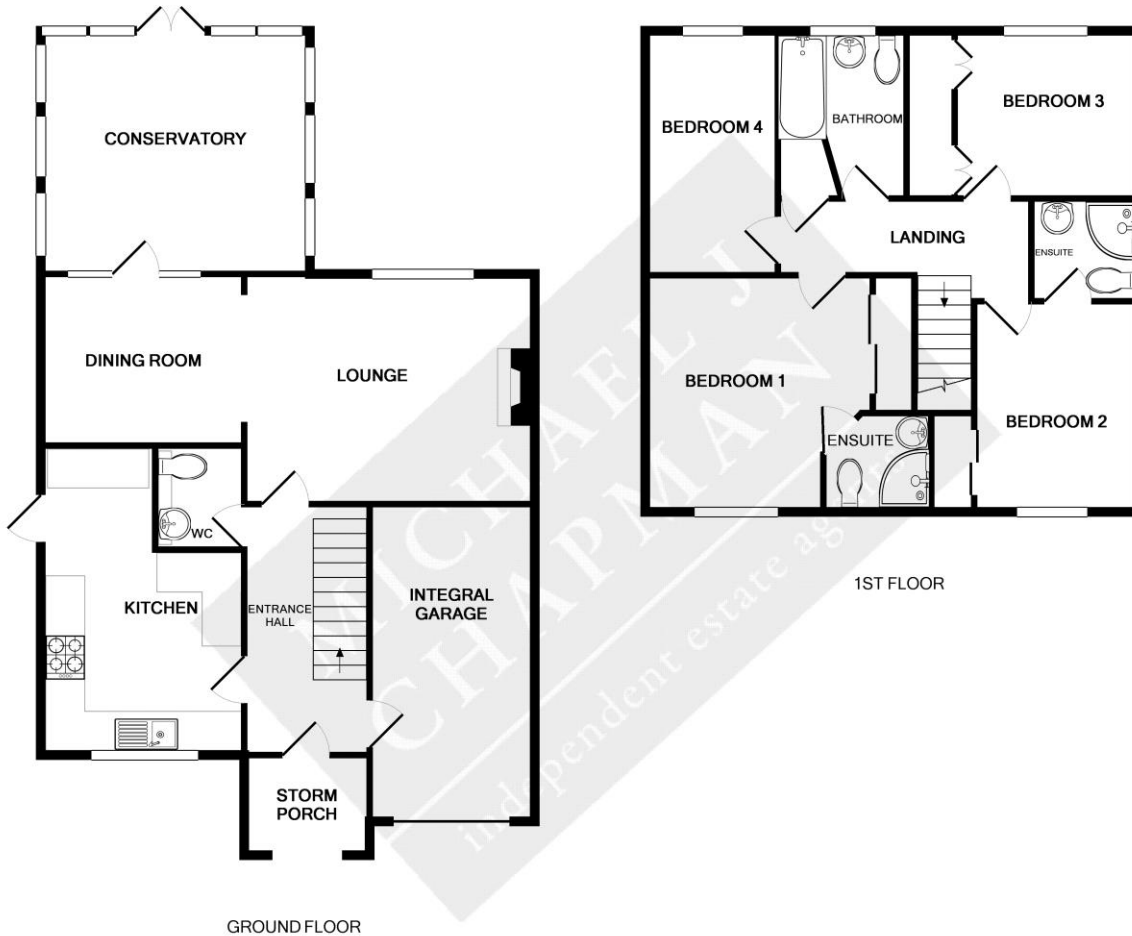 CONSERVATORY
DINING ROOM
LOUNGE
WC
KITCHEN
ENTRANCE
HALL
INTEGRAL
GARAGE
STORM
PORCH
GROUND FLOOR
BEDROOM 4
BATHROOM
BEDROOM 3
LANDING
ENSUITE
BEDROOM 1
ENSUITE
BEDROOM 2
1ST FLOOR
MICHAEL J
CHAPMAN
independent estate